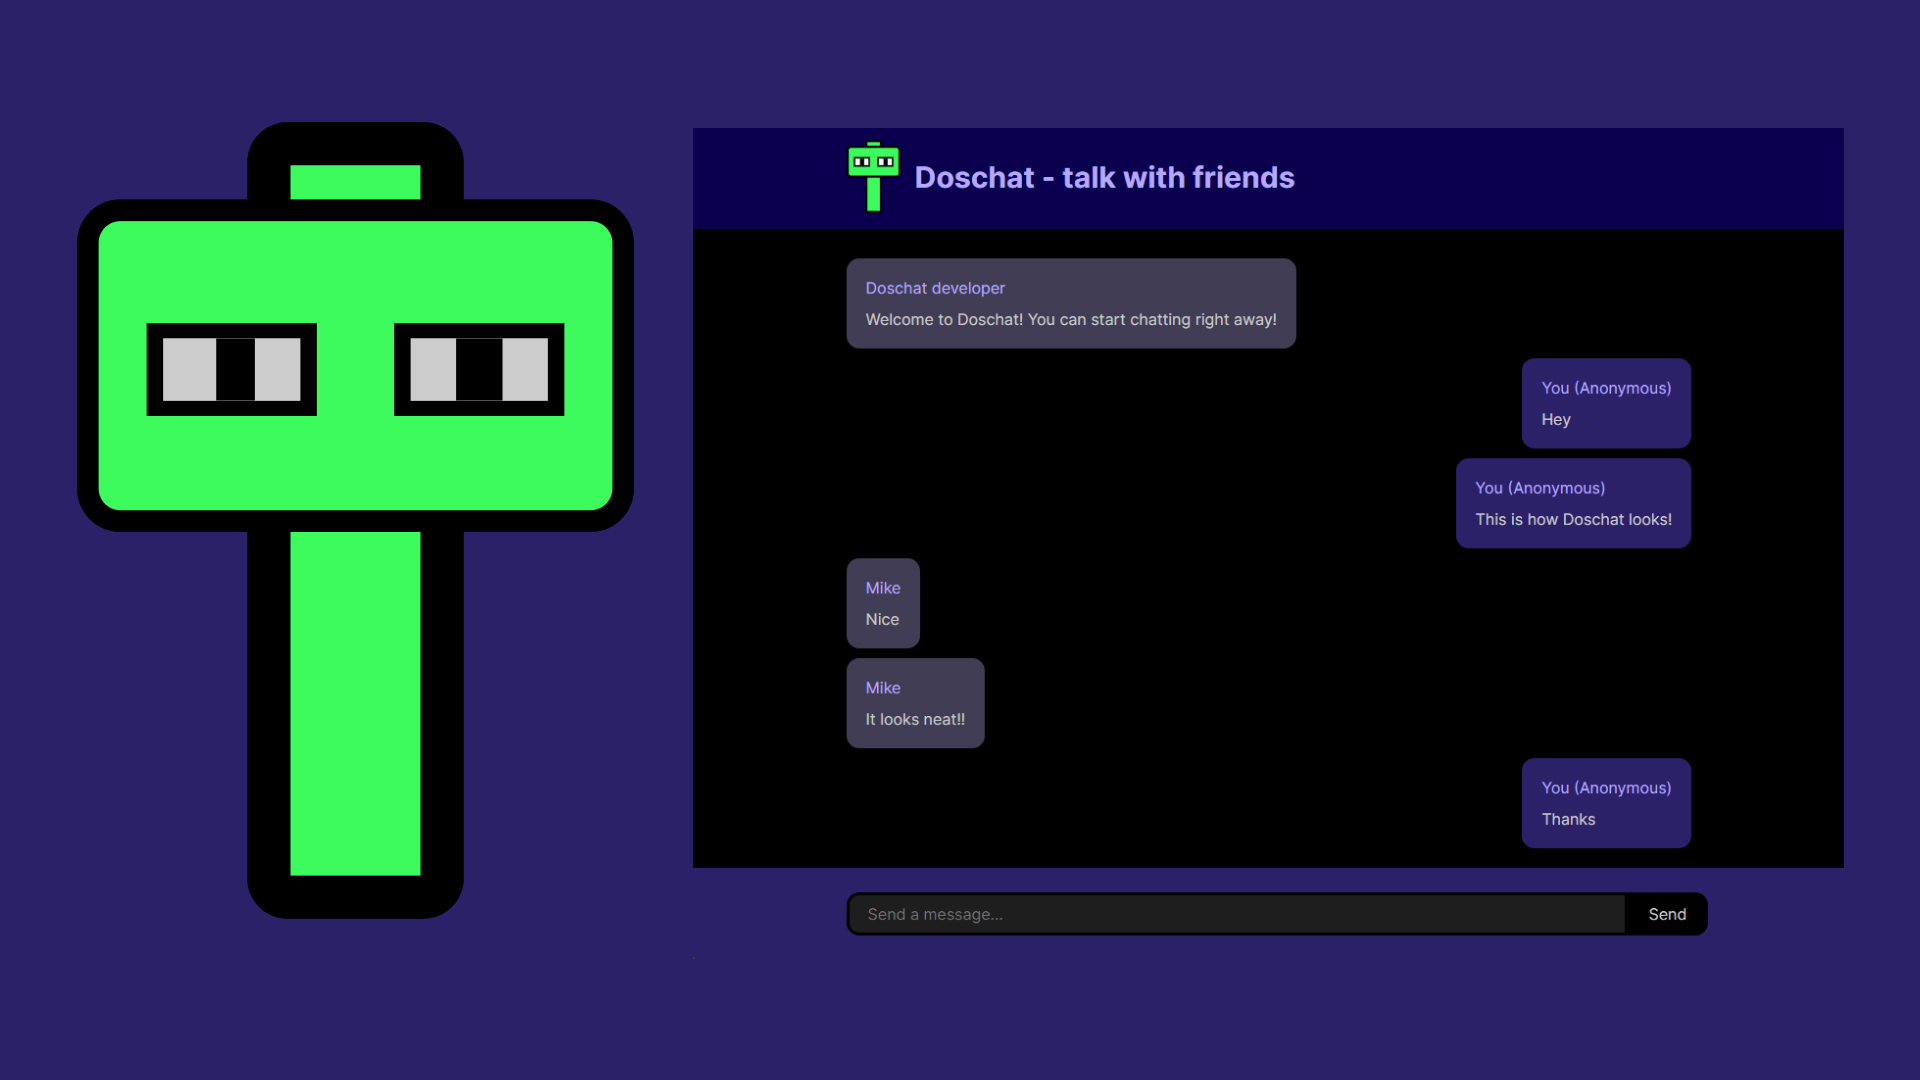 Doschat - talk with friends
Doschat developer
Welcome to Doschat! You can start chatting right away!
You (Anonymous)
Hey
You (Anonymous)
This is how Doschat looks!
Mike
Nice
Mike
It looks neat!!
You (Anonymous)
Thanks
Send a message...
Send